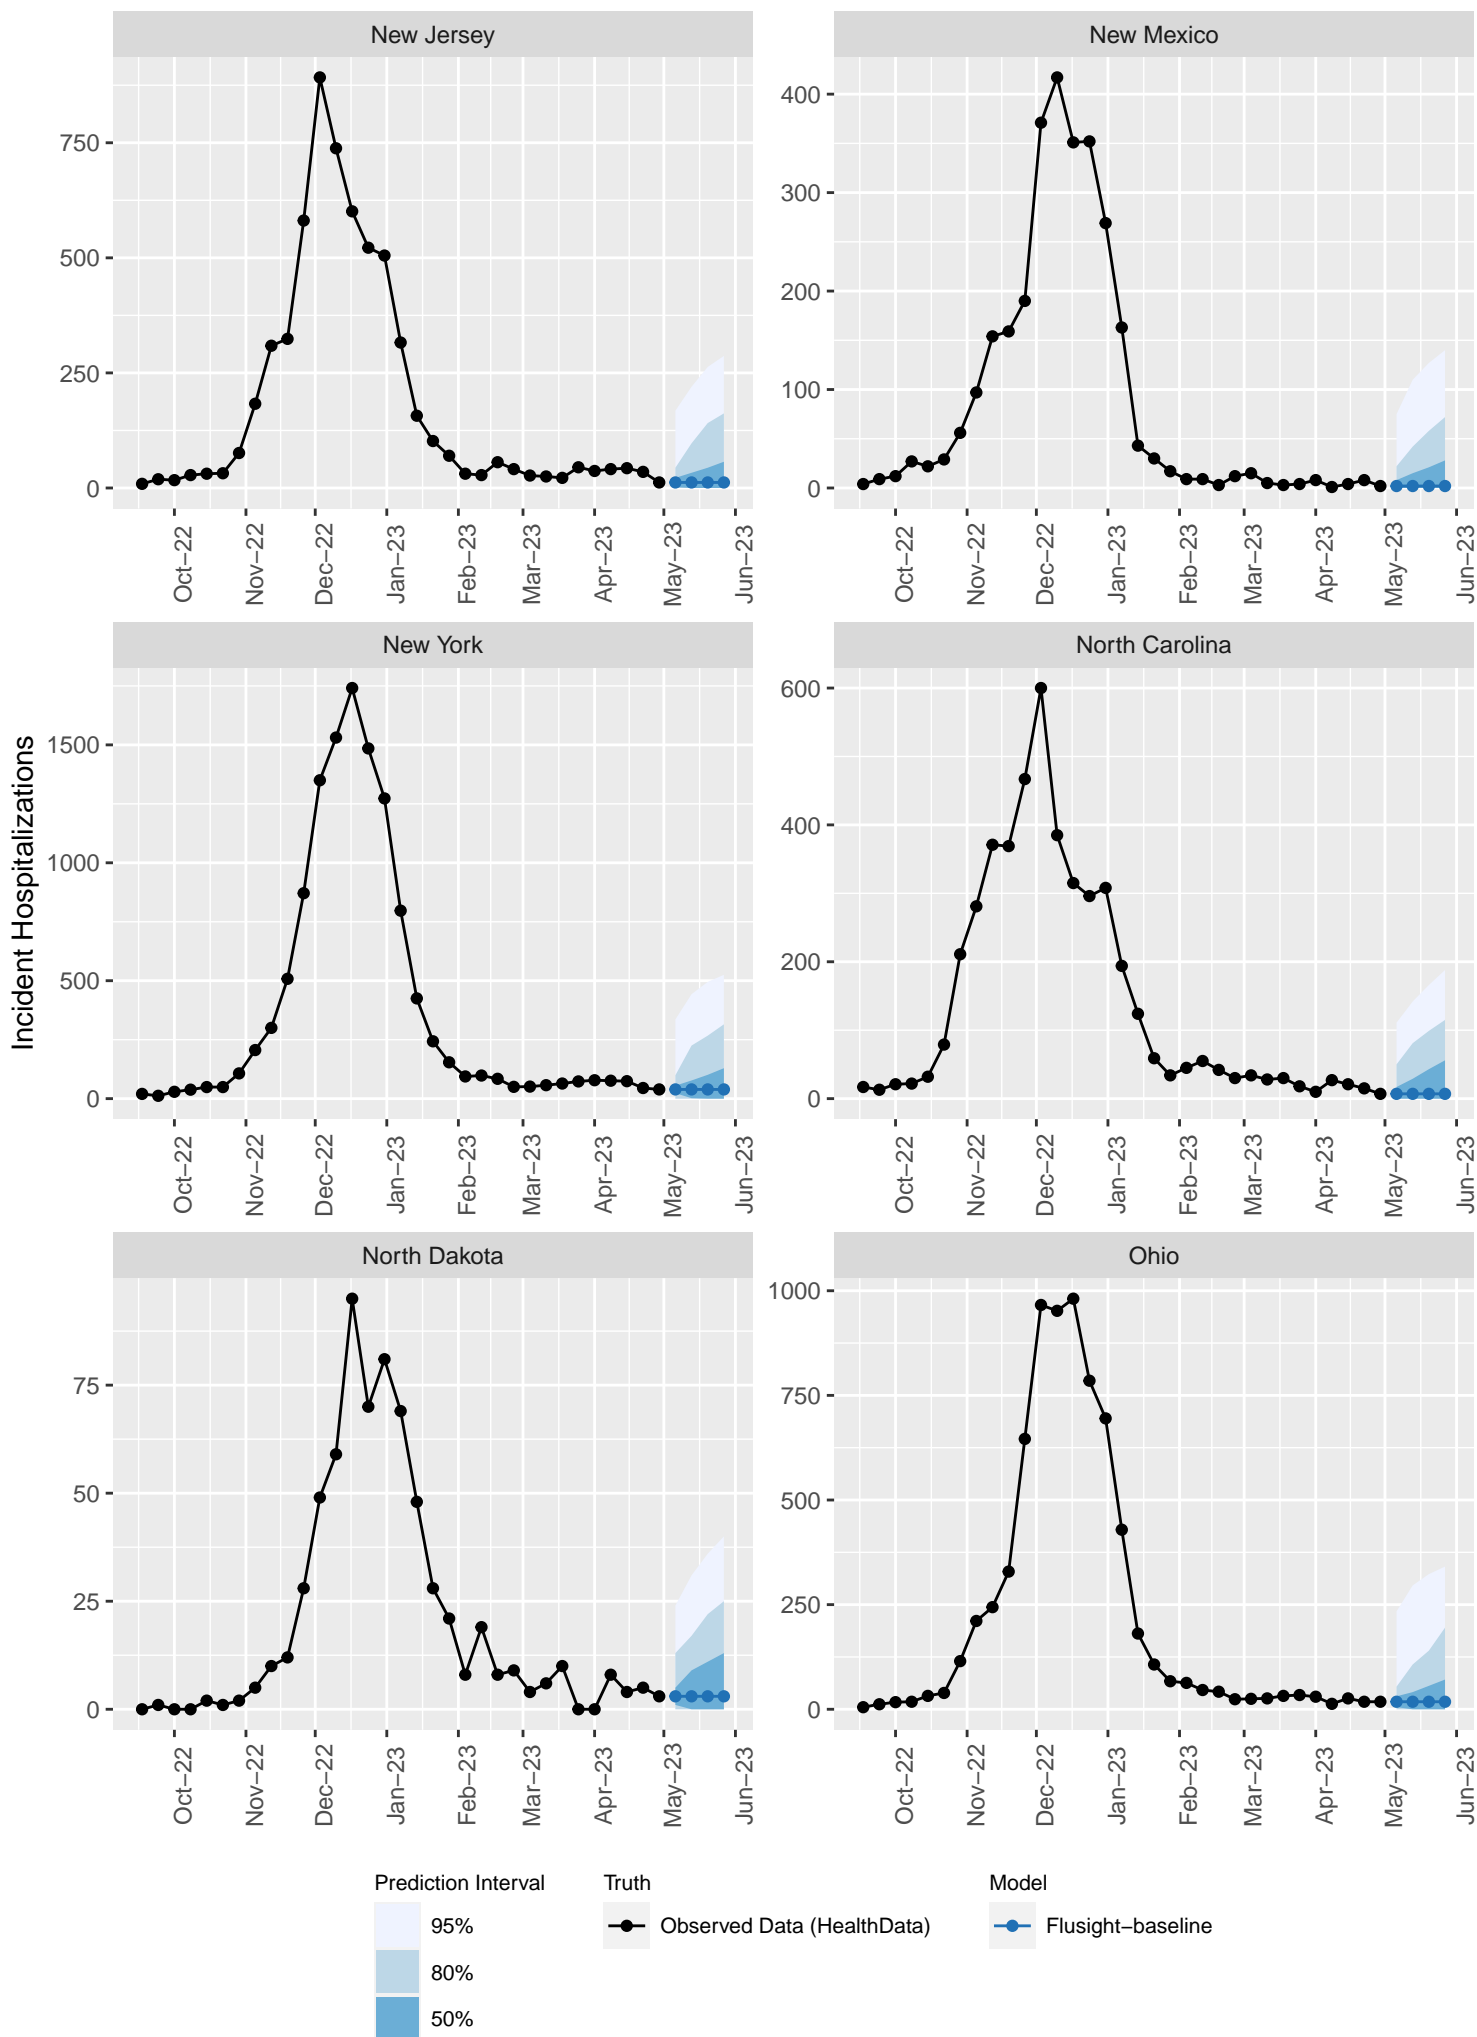 New Jersey
New Mexico
750
500
250
0
400
300
200
100
0
Oct−22
Nov−22
Dec−22
Jan−23
Feb−23
Mar−23
Apr−23
May−23
Jun−23
Oct−22
Nov−22
Dec−22
Jan−23
Feb−23
Mar−23
Apr−23
May−23
Jun−23
Incident Hospitalizations
New York
North Carolina
1500
1000
500
0
600
400
200
0
Oct−22
Nov−22
Dec−22
Jan−23
Feb−23
Mar−23
Apr−23
May−23
Jun−23
Oct−22
Nov−22
Dec−22
Jan−23
Feb−23
Mar−23
Apr−23
May−23
Jun−23
North Dakota
Ohio
75
50
25
0
1000
750
500
250
0
Oct−22
Nov−22
Dec−22
Jan−23
Feb−23
Mar−23
Apr−23
May−23
Jun−23
Oct−22
Nov−22
Dec−22
Jan−23
Feb−23
Mar−23
Apr−23
May−23
Jun−23
Prediction Interval
95%
80%
50%
Truth
Observed Data (HealthData)
Model
Flusight−baseline